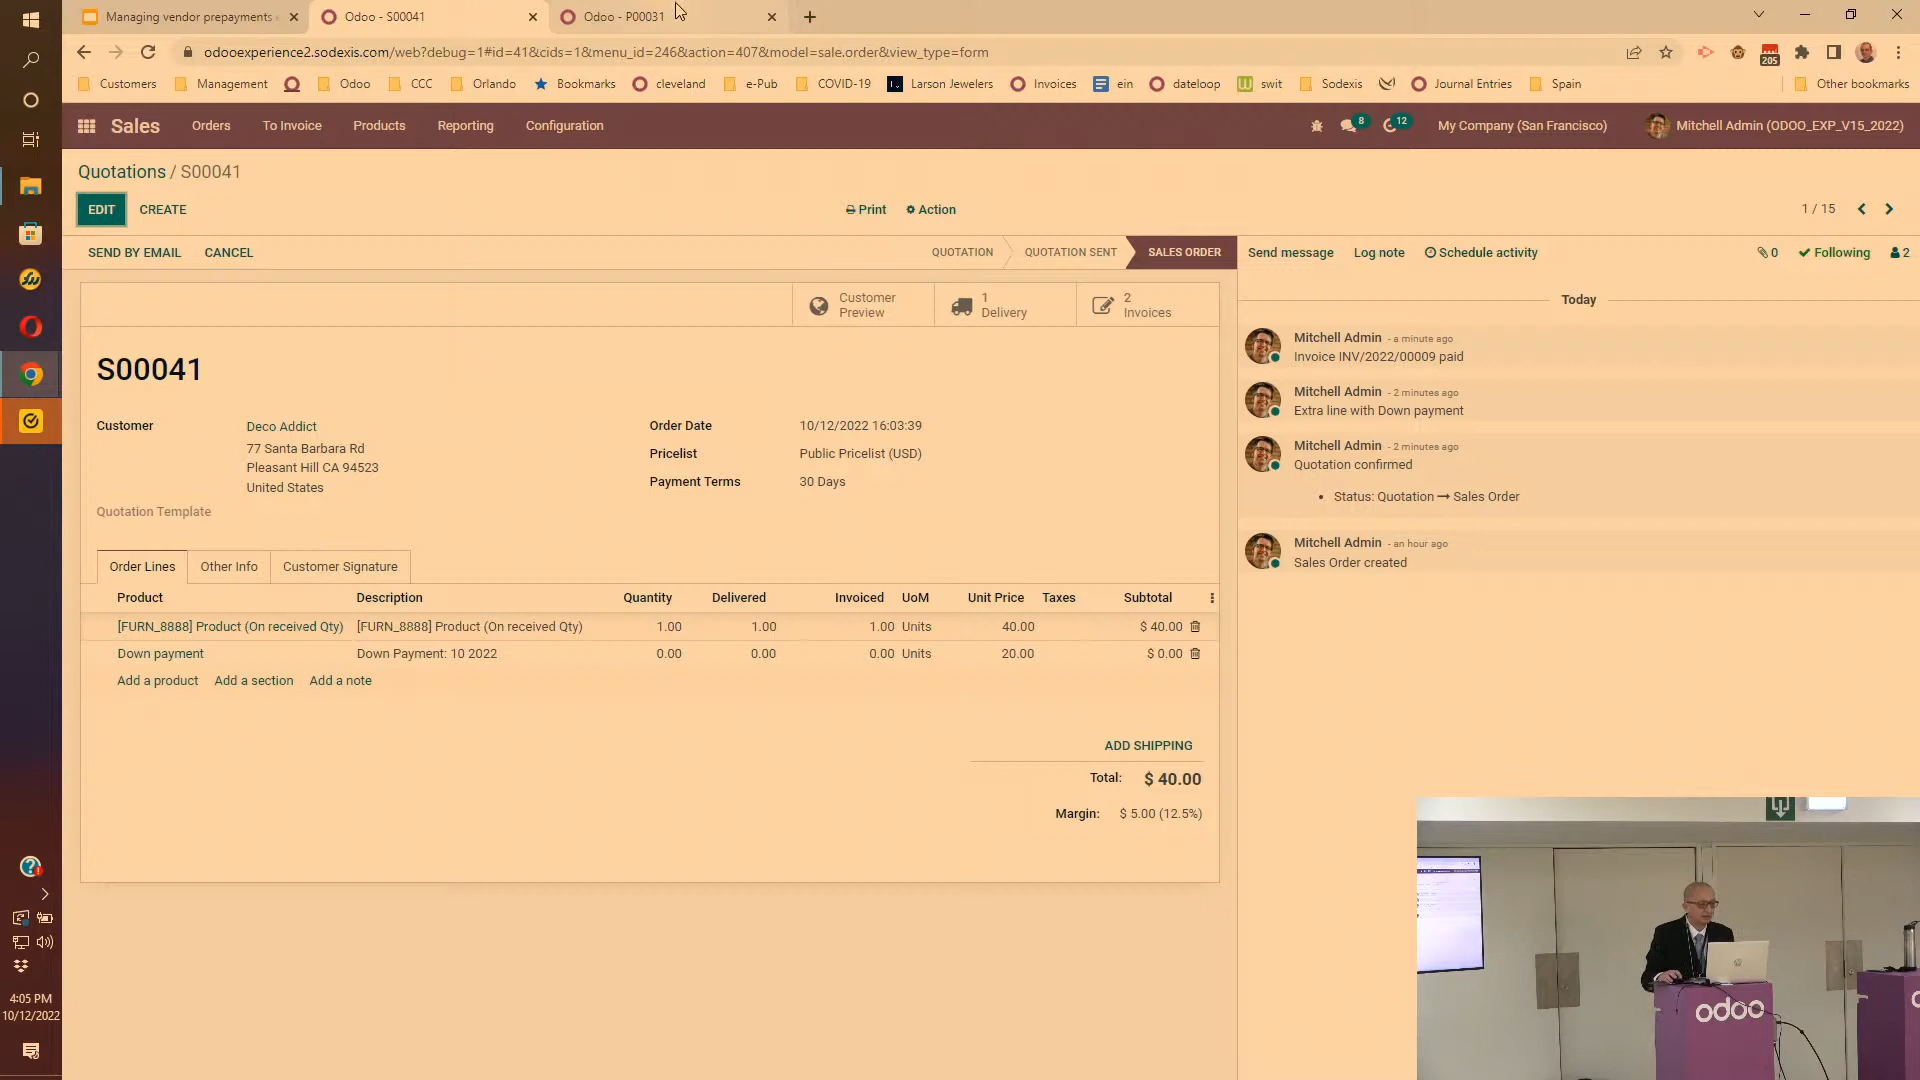 Managing vendor prepayments
Odoo - S00041
Odoo - P00031
odooexperience2.sodexis.com/web?debug=1#id=41&cids=1&menu_id=246&action=407&model=sale.order&view_type=form
205
Customers
Management
Odoo
CCC
Orlando
Bookmarks
cleveland
e-Pub
COVID-19
Larson Jewelers
Invoices
ein
dateloop
swit
Sodexis
Journal Entries
Spain
Other bookmarks
Sales
Orders
To Invoice
Products
Reporting
Configuration
8
12
My Company (San Francisco)
Mitchell Admin (ODOO_EXP_V15_2022)
Quotations / S00041
EDIT
CREATE
Print
Action
1 / 15
SEND BY EMAIL
CANCEL
QUOTATION
QUOTATION SENT
SALES ORDER
Send message
Log note
Schedule activity
0
Following
2
Customer
Preview
1
Delivery
2
Invoices
Today
S00041
Customer
Deco Addict
77 Santa Barbara Rd
Pleasant Hill CA 94523
United States
Quotation Template
Order Date
10/12/2022 16:03:39
Pricelist
Public Pricelist (USD)
Payment Terms
30 Days
Mitchell Admin - a minute ago
Invoice INV/2022/00009 paid
Mitchell Admin - 2 minutes ago
Extra line with Down payment
Mitchell Admin - 2 minutes ago
Quotation confirmed
Status: Quotation → Sales Order
Mitchell Admin - an hour ago
Sales Order created
Order Lines
Other Info
Customer Signature
Product Description Quantity Delivered Invoiced UoM Unit Price Taxes Subtotal
[FURN_8888] Product (On received Qty) [FURN_8888] Product (On received Qty) 1.00 1.00 1.00 Units 40.00 $ 40.00
Down payment Down Payment: 10 2022 0.00 0.00 0.00 Units 20.00 $ 0.00
Add a product
Add a section
Add a note
ADD SHIPPING
Total: $ 40.00
Margin: $ 5.00 (12.5%)
4:05 PM
10/12/2022
odoo